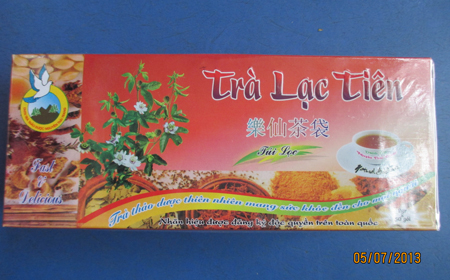 Trà Lạc Tiên
樂仙茶袋
Túi Lọc
Fast
&
Delicious
Trà thảo dược thiên nhiên mang sức khỏe đến cho mọi
Nhãn hiệu được đăng ký độc quyền trên toàn quốc
05/07/2013